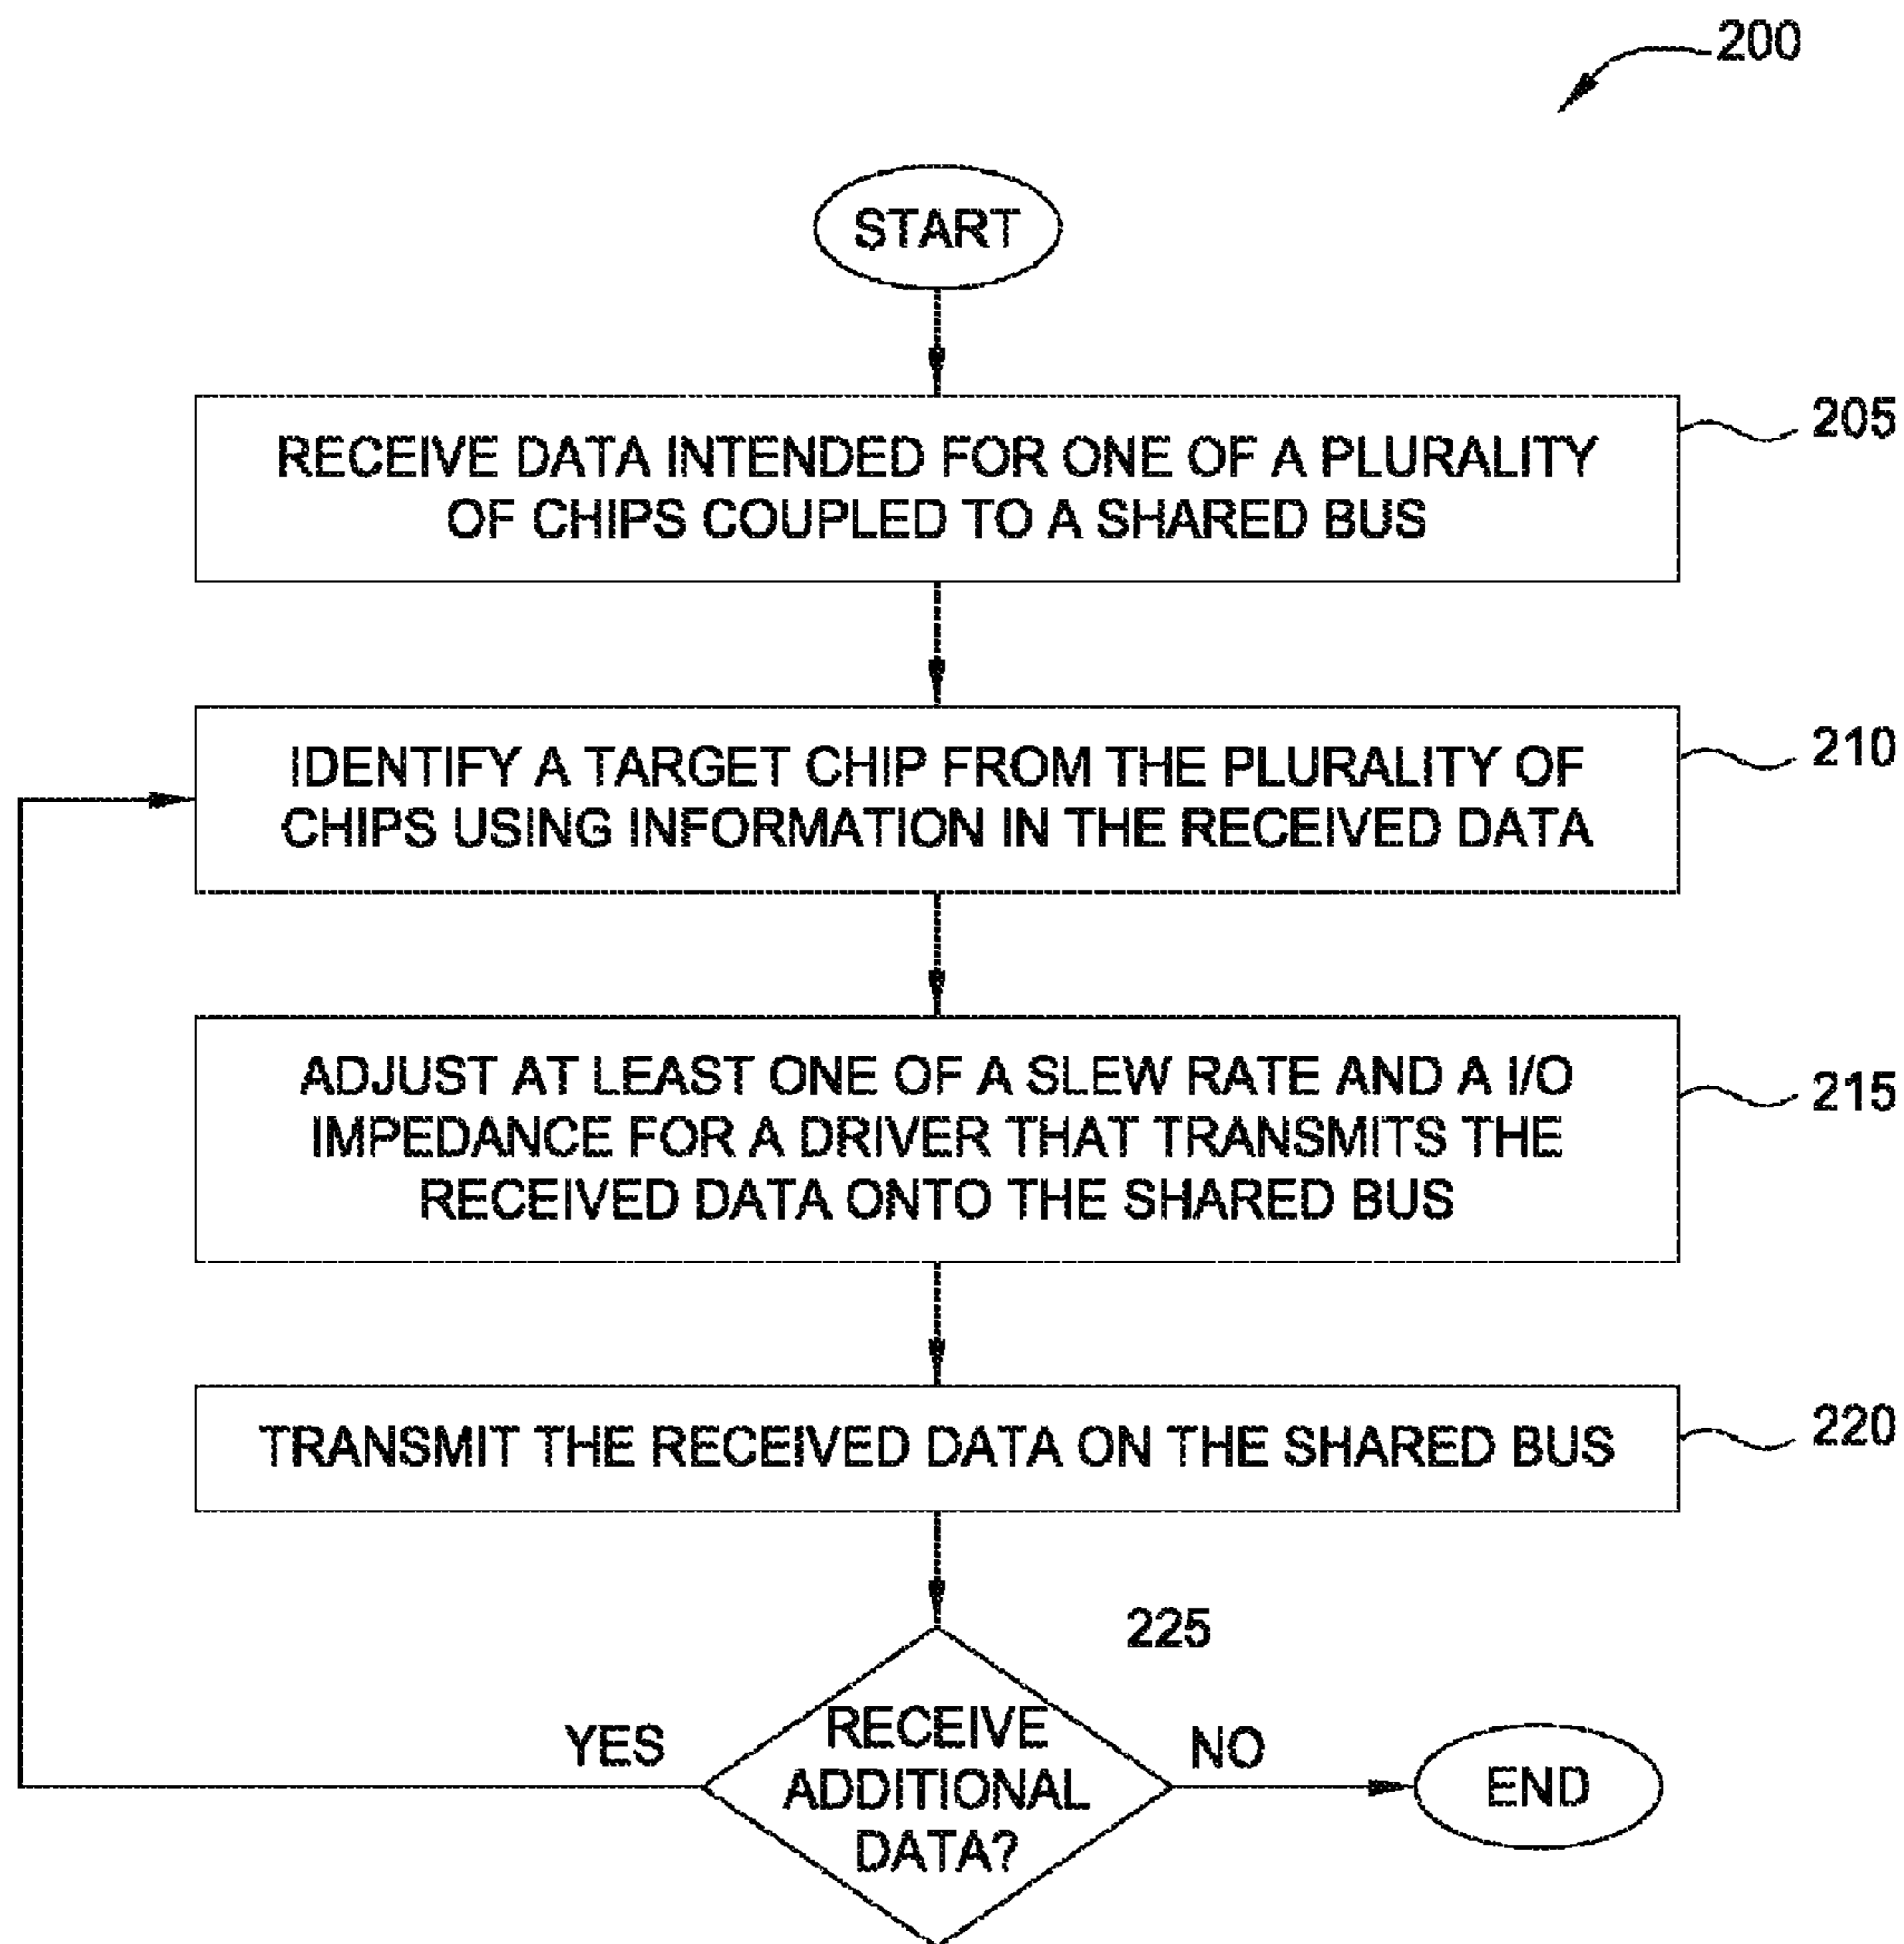 200
START
RECEIVE DATA INTENDED FOR ONE OF A PLURALITY
OF CHIPS COUPLED TO A SHARED BUS
205
IDENTIFY A TARGET CHIP FROM THE PLURALITY OF
CHIPS USING INFORMATION IN THE RECEIVED DATA
210
ADJUST AT LEAST ONE OF A SLEW RATE AND A I/O
IMPEDANCE FOR A DRIVER THAT TRANSMITS THE
RECEIVED DATA ONTO THE SHARED BUS
215
TRANSMIT THE RECEIVED DATA ON THE SHARED BUS
220
225
RECEIVE
ADDITIONAL
DATA?
YES
NO
END